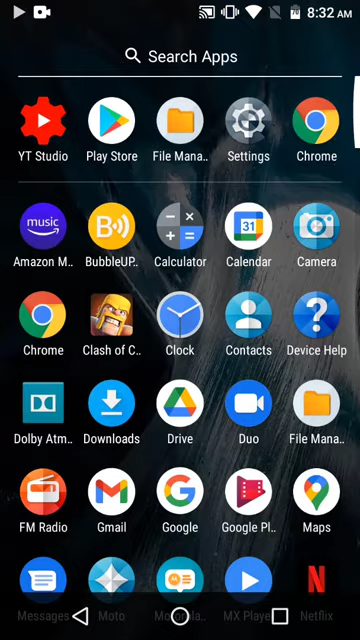 8:32 AM
Search Apps
YT Studio
Play Store
File Mana..
Settings
Chrome
music
Amazon M..
BubbleUP..
Calculator
31
Calendar
Camera
Chrome
Clash of C..
Clock
Contacts
Device Help
Dolby Atm..
Downloads
Drive
Duo
File Mana..
FM Radio
Gmail
Google
Google Pl..
Maps
Messages
Moto
MX Playe
Netflix